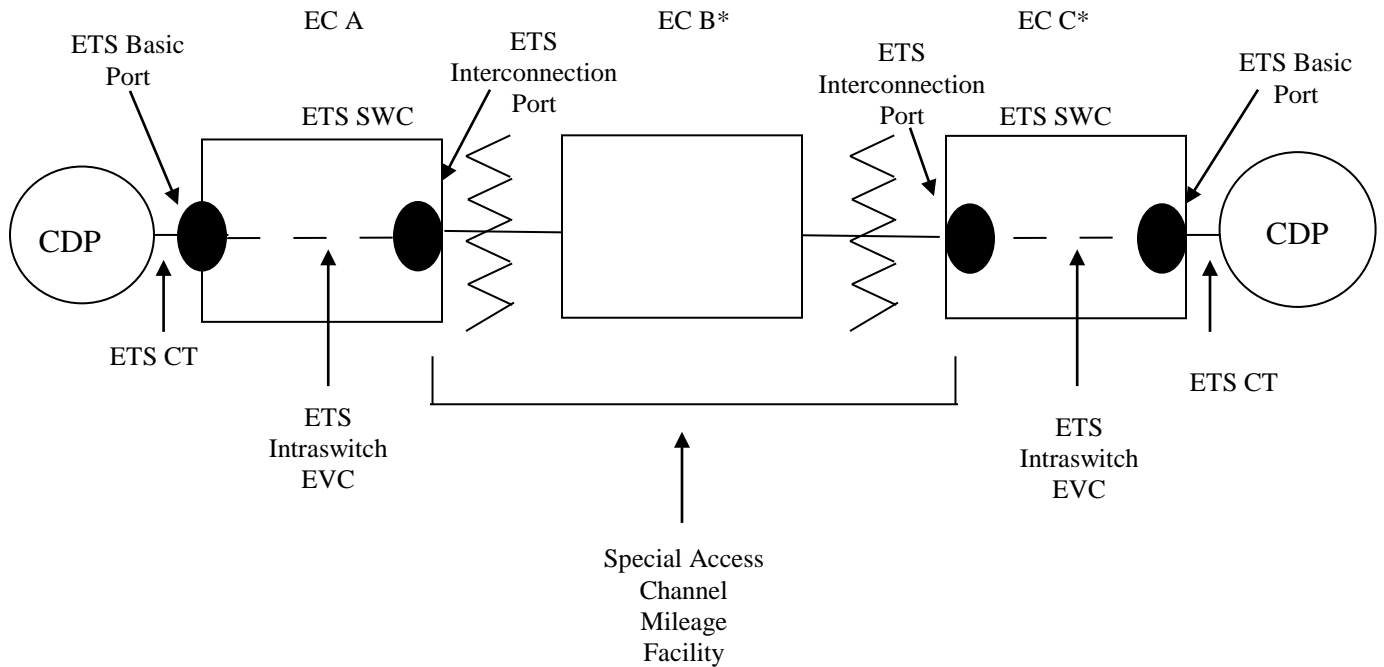 EC A
EC B*
EC C*
ETS Basic
Port
ETS
Interconnection
Port
ETS
Interconnection
Port
ETS Basic
Port
ETS SWC
ETS SWC
CDP
CDP
ETS CT
ETS CT
ETS
Intraswitch
EVC
ETS
Intraswitch
EVC
Special Access
Channel
Mileage
Facility